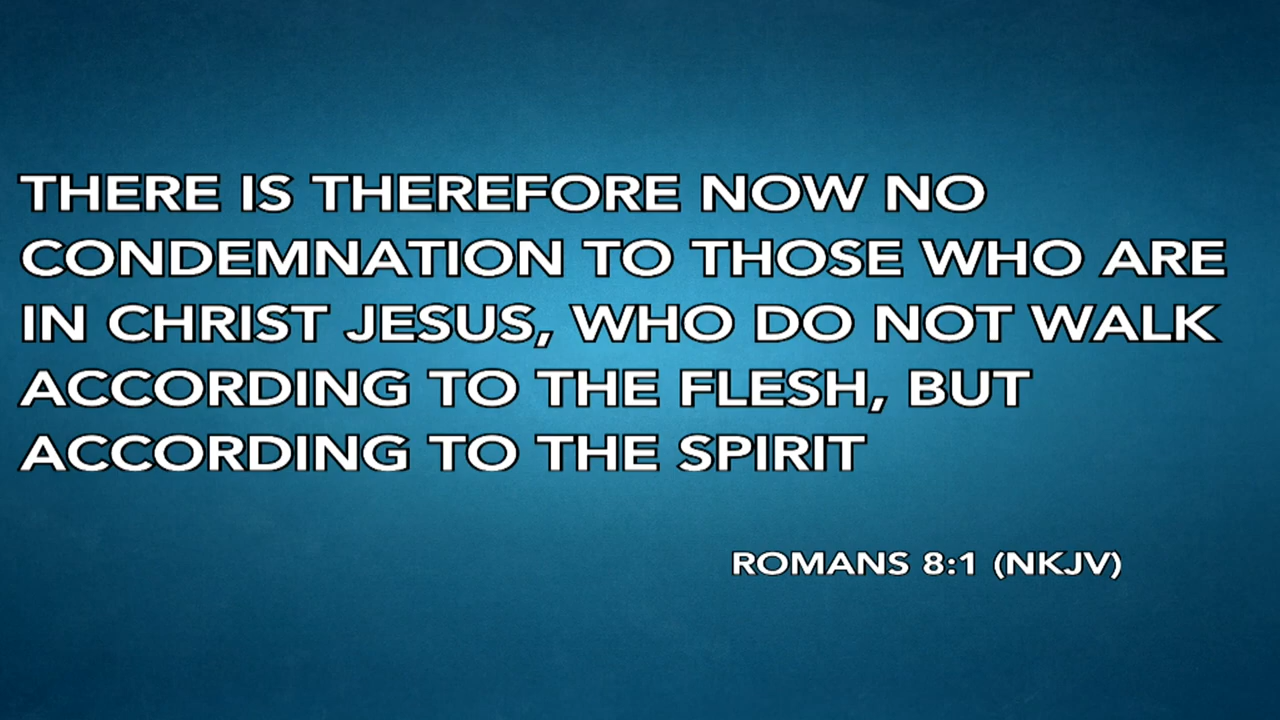 THERE IS THEREFORE NOW NO
CONDEMNATION TO THOSE WHO ARE
IN CHRIST JESUS, WHO DO NOT WALK
ACCORDING TO THE FLESH, BUT
ACCORDING TO THE SPIRIT
ROMANS 8:1 (NKJV)